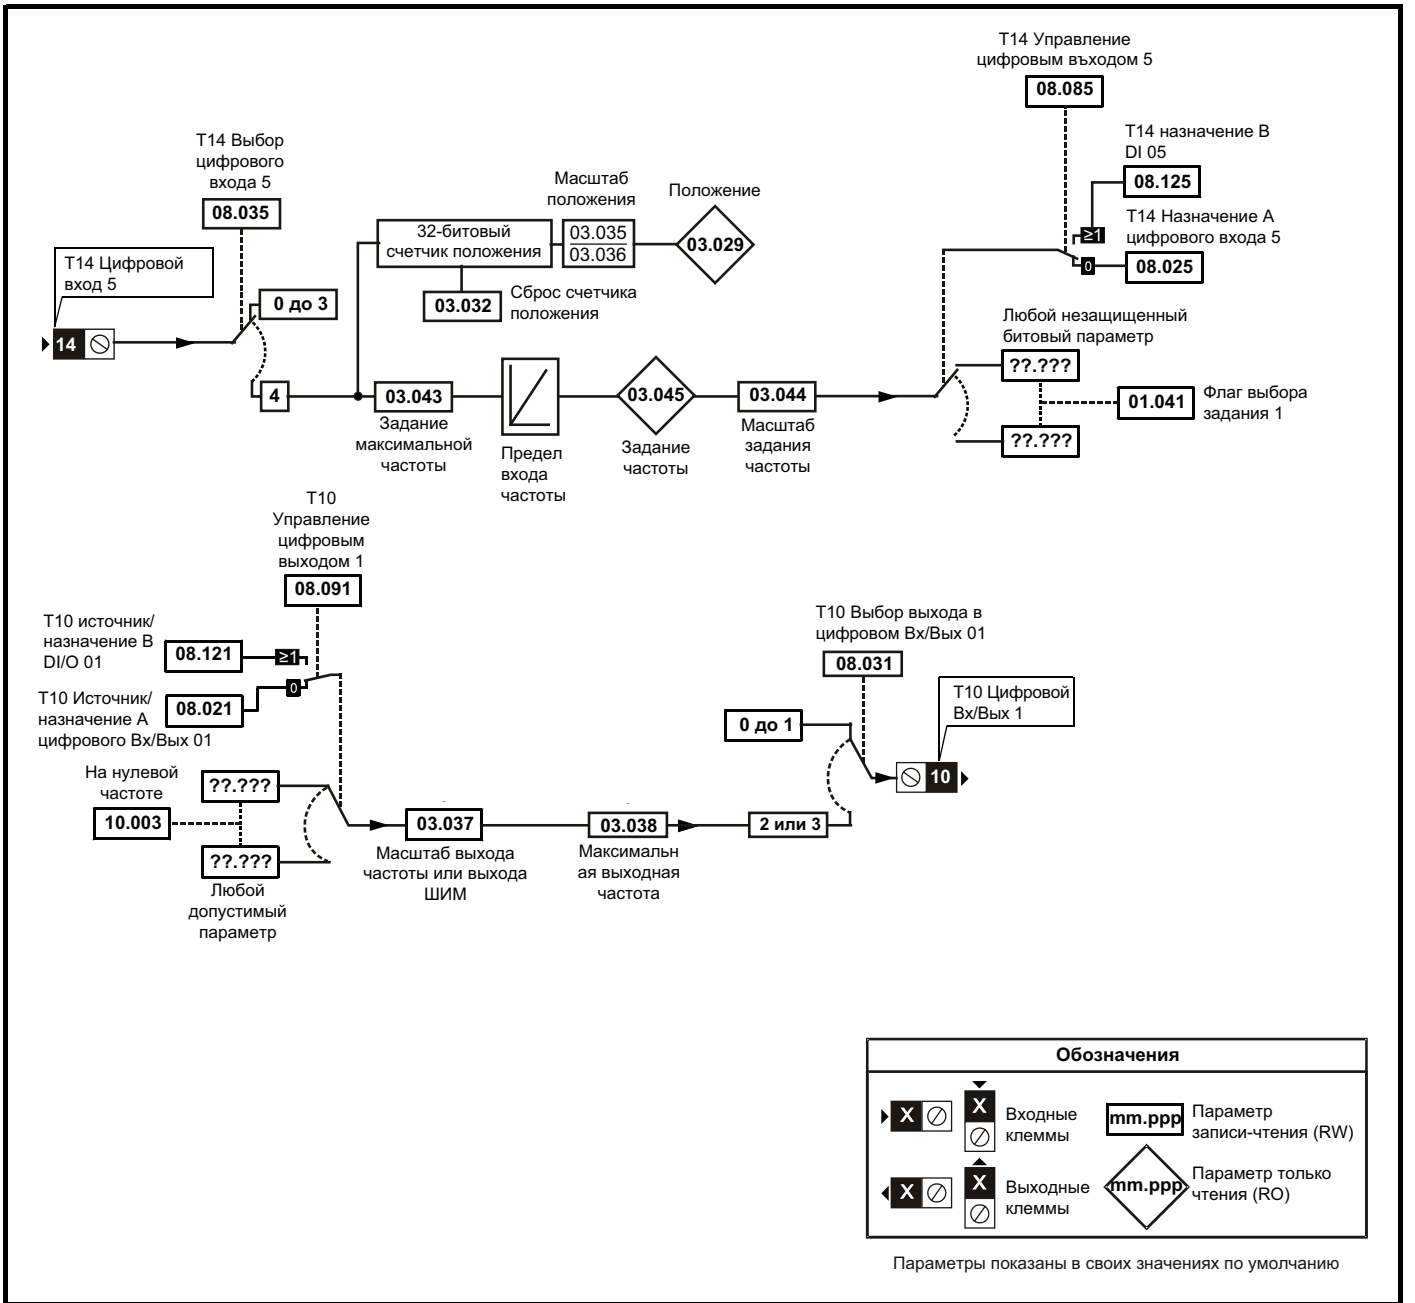 T14 Управление
цифровым въходом 5
08.085
T14 Выбор
цифрового
входа 5
08.035
T14 назначение B
DI 05
08.125
≥1
T14 Назначение A
цифрового входа 5
08.025
0
Масштаб
положения
03.035
03.036
Положение
03.029
32-битовый
счетчик положения
03.032
Сброс счетчика
положения
T14 Цифровой
вход 5
14
0 до 3
4
03.043
Задание
максимальной
частоты
Предел
входа
частоты
03.045
Задание
частоты
03.044
Масштаб
задания
частоты
Любой незащищенный
битовый параметр
??.???
??.???
01.041
Флаг выбора
задания 1
T10
Управление
цифровым
выходом 1
08.091
T10 источник/
назначение B
DI/O 01
08.121
≥1
T10 Источник/
назначение A
цифрового Вх/Вых 01
08.021
0
На нулевой
частоте
10.003
??.???
??.???
Любой
допустимый
параметр
03.037
Масштаб выхода
частоты или выхода
ШИМ
03.038
Максимальн
ая выходная
частота
2 или 3
0 до 1
T10 Выбор выхода в
цифровом Вх/Вых 01
08.031
T10 Цифровой
Вх/Вых 1
10
Обозначения
X
X
Входные
клеммы
mm.ppp
Параметр
записи-чтения (RW)
X
X
Выходные
клеммы
mm.ppp
Параметр только
чтения (RO)
Параметры показаны в своих значениях по умолчанию